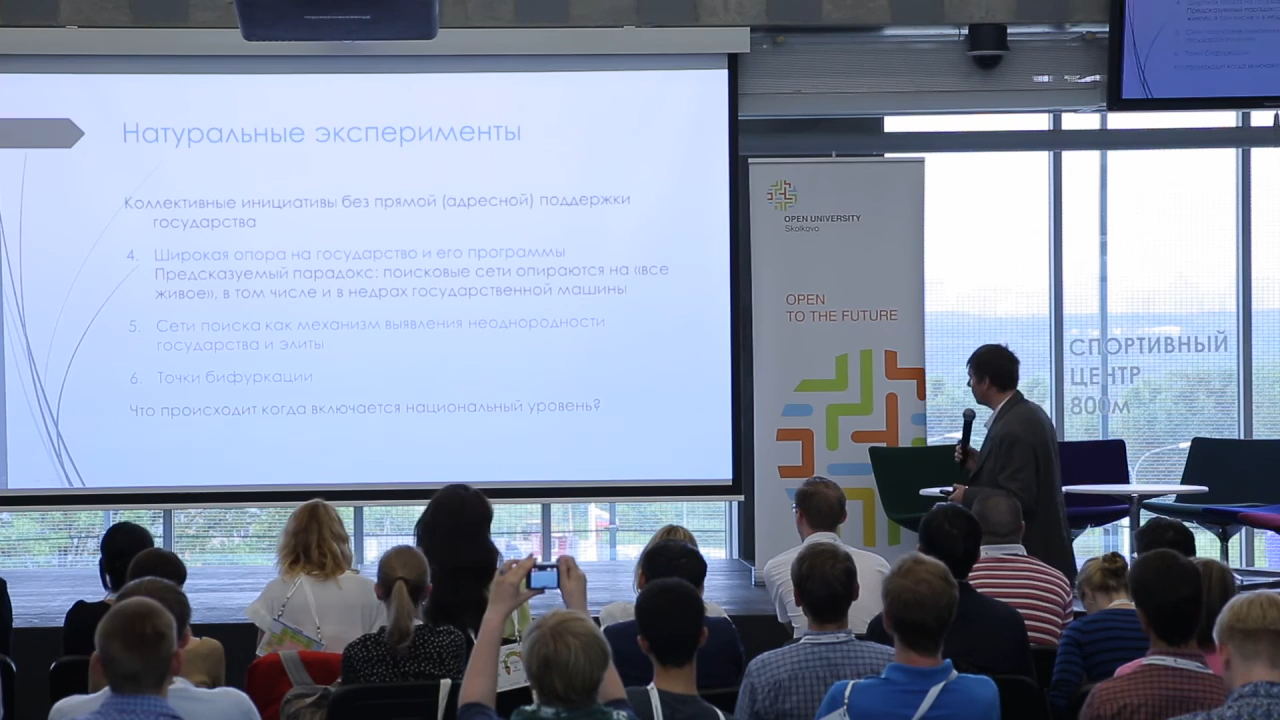 Натуральные эксперименты
Коллективные инициативы без прямой (адресной) поддержки
государства
4. Широкая опора на государство и его программы
Предсказуемый парадокс: поисковые сети опираются на «все
живое», в том числе и в недрах государственной машины
5. Сети поиска как механизм выявления неоднородности
государства и элиты
6. Точки бифуркации
Что происходит когда включается национальный уровень?
OPEN UNIVERSITY
Skolkovo
OPEN
TO THE FUTURE
СПОРТИВНЫЙ
ЦЕНТР
800м